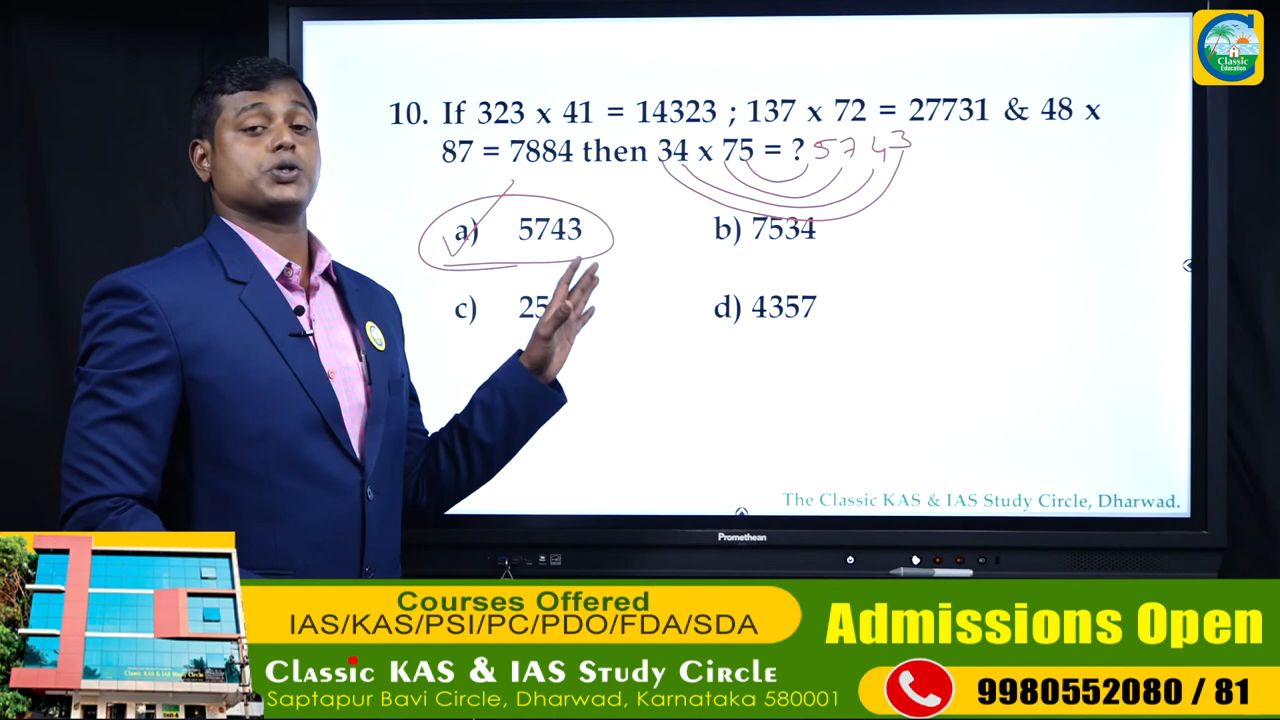 Classic
Education
10. If 323 x 41 = 14323 ; 137 x 72 = 27731 & 48 x
87 = 7884 then 34 x 75 = ? 5743
a) 5743
b) 7534
c) 25
d) 4357
The Classic KAS & IAS Study Circle, Dharwad.
Promethean
Courses Offered
IAS/KAS/PSI/PC/PDO/FDA/SDA
Admissions Open
Classic KAS & IAS Study Circle
Saptapur Bavi Circle, Dharwad, Karnataka 580001
9980552080 / 81